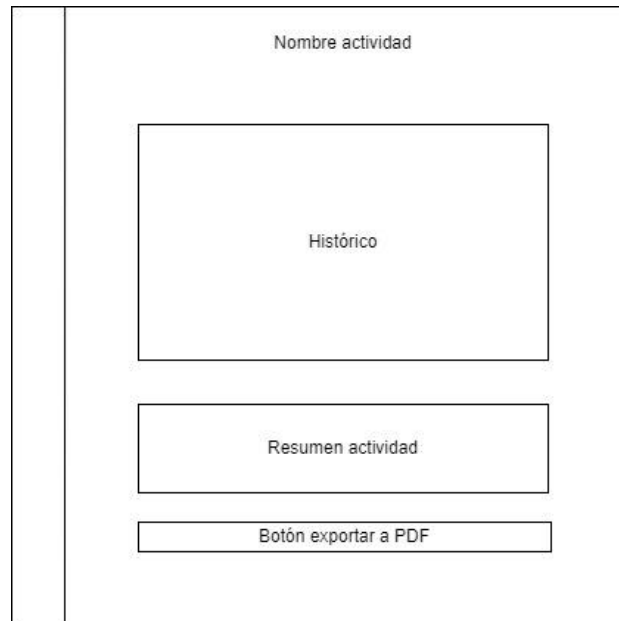 Nombre actividad
Histórico
Resumen actividad
Botón exportar a PDF